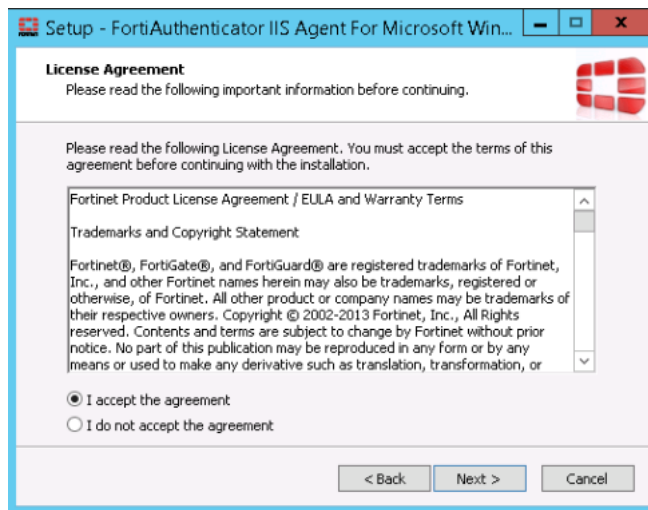 Setup - FortiAuthenticator IIS Agent For Microsoft Win...
License Agreement
Please read the following important information before continuing.
Please read the following License Agreement. You must accept the terms of this
agreement before continuing with the installation.
Fortinet Product License Agreement / EULA and Warranty Terms
Trademarks and Copyright Statement
Fortinet®, FortiGate®, and FortiGuard® are registered trademarks of Fortinet,
Inc., and other Fortinet names herein may also be trademarks, registered or
otherwise, of Fortinet. All other product or company names may be trademarks of
their respective owners. Copyright © 2002-2013 Fortinet, Inc., All Rights
reserved. Contents and terms are subject to change by Fortinet without prior
notice. No part of this publication may be reproduced in any form or by any
means or used to make any derivative such as translation, transformation, or
I accept the agreement
I do not accept the agreement
< Back Next > Cancel